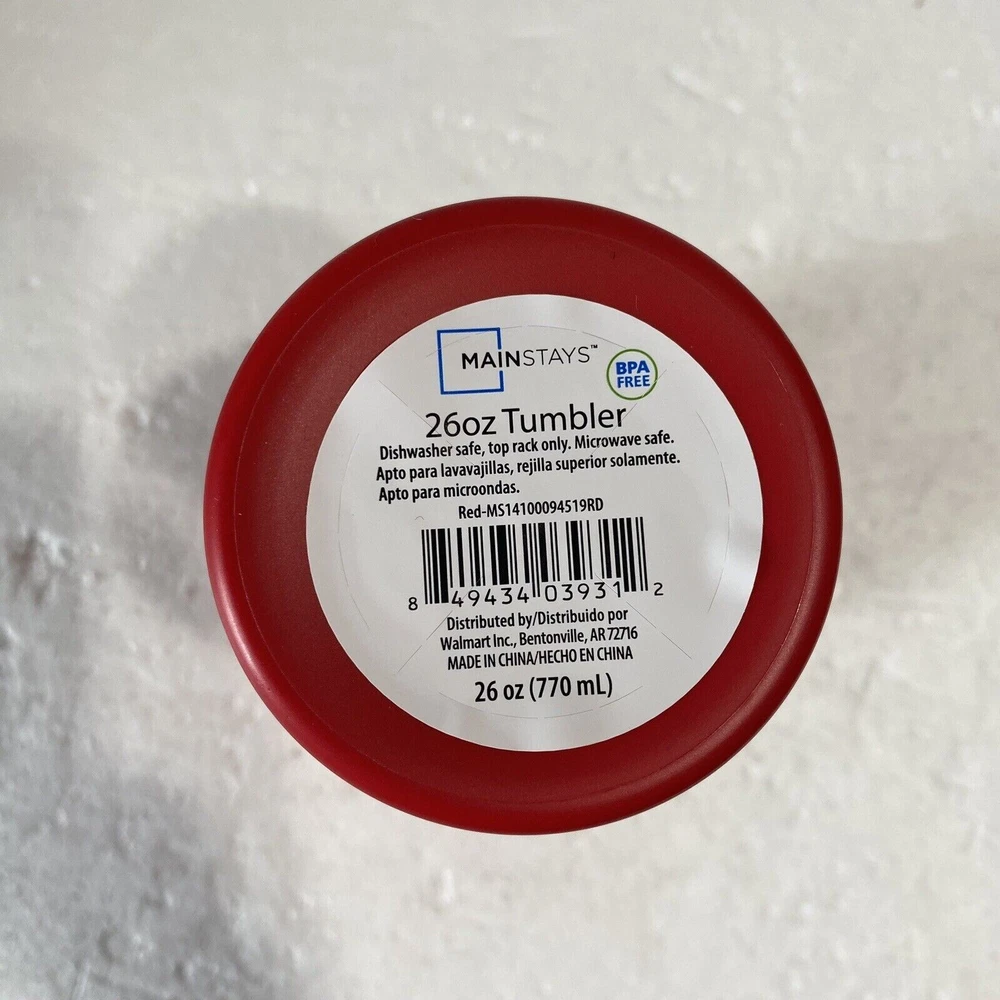 MAINSTAYS™
BPA
FREE
26oz Tumbler
Dishwasher safe, top rack only. Microwave safe.
Apto para lavavajillas, rejilla superior solamente.
Apto para microondas.
Red-MS14100094519RD
8 49434 03931 2
Distributed by/Distribuido por
Walmart Inc., Bentonville, AR 72716
MADE IN CHINA/HECHO EN CHINA
26 oz (770 mL)